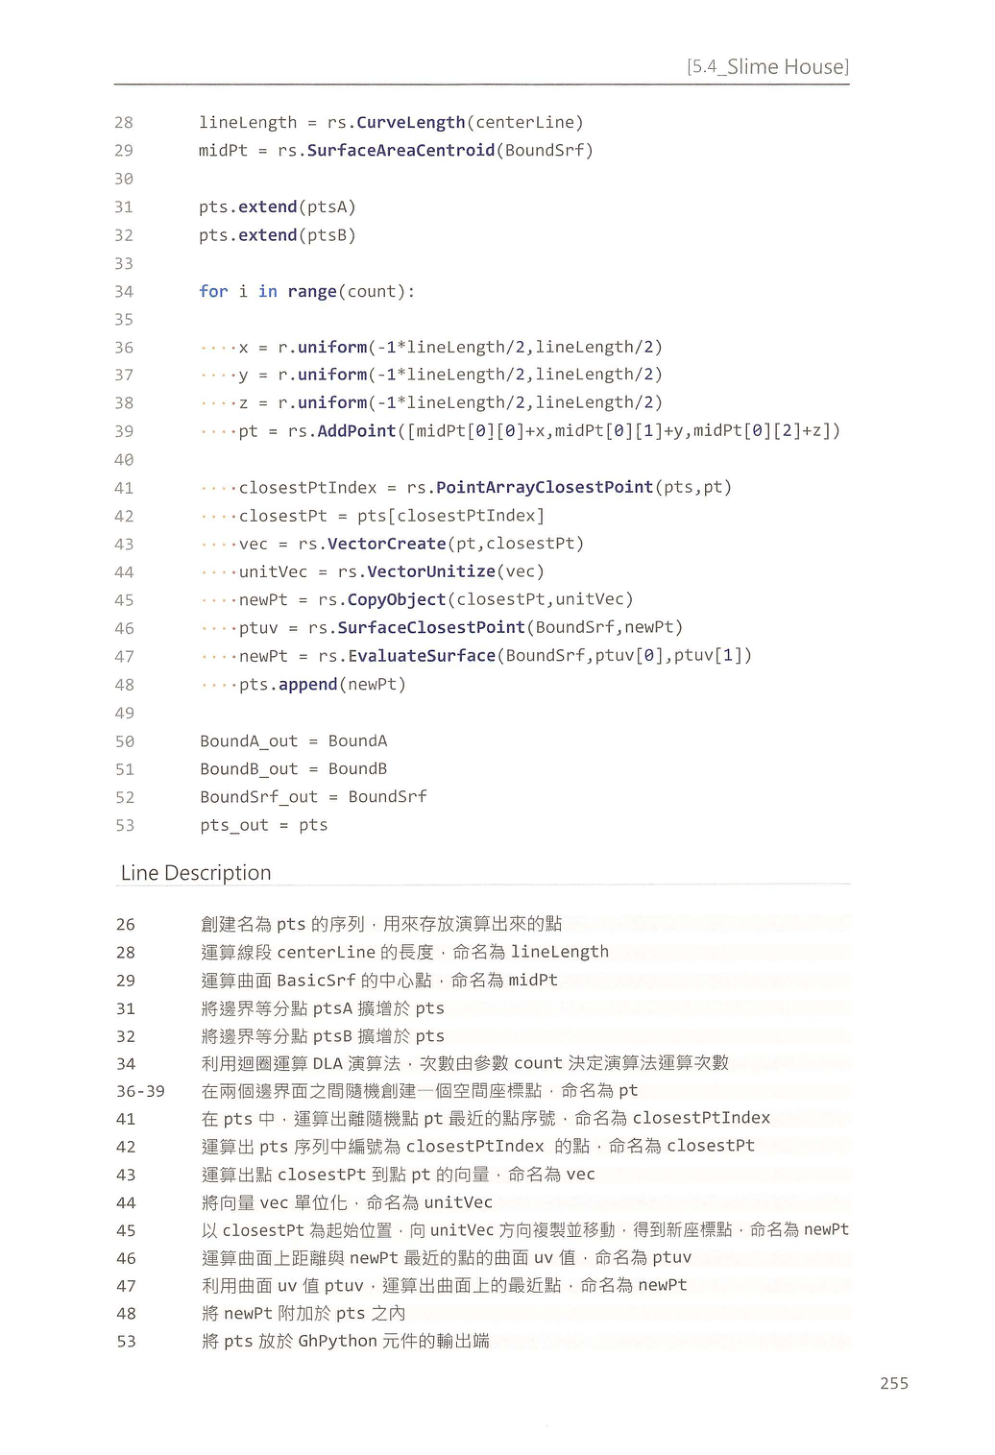 [5.4_Slime House]
28 lineLength = rs.CurveLength(centerLine)
29 midPt = rs.SurfaceAreaCentroid(BoundSrf)
30
31 pts.extend(ptsA)
32 pts.extend(ptsB)
33
34 for i in range(count):
35
36 ····x = r.uniform(-1*lineLength/2,lineLength/2)
37 ····y = r.uniform(-1*lineLength/2,lineLength/2)
38 ····z = r.uniform(-1*lineLength/2,lineLength/2)
39 ····pt = rs.AddPoint([midPt[0][0]+x,midPt[0][1]+y,midPt[0][2]+z])
40
41 ····closestPtIndex = rs.PointArrayClosestPoint(pts,pt)
42 ····closestPt = pts[closestPtIndex]
43 ····vec = rs.VectorCreate(pt,closestPt)
44 ····unitVec = rs.VectorUnitize(vec)
45 ····newPt = rs.CopyObject(closestPt,unitVec)
46 ····ptuv = rs.SurfaceClosestPoint(BoundSrf,newPt)
47 ····newPt = rs.EvaluateSurface(BoundSrf,ptuv[0],ptuv[1])
48 ····pts.append(newPt)
49
50 BoundA_out = BoundA
51 BoundB_out = BoundB
52 BoundSrf_out = BoundSrf
53 pts_out = pts
Line Description
26 創建名為 pts 的序列，用來存放演算出來的點
28 運算線段 centerLine 的長度，命名為 lineLength
29 運算曲面 BasicSrf 的中心點，命名為 midPt
31 將邊界等分點 ptsA 擴增於 pts
32 將邊界等分點 ptsB 擴增於 pts
34 利用迴圈運算 DLA 演算法，次數由參數 count 決定演算法運算次數
36-39 在兩個邊界面之間隨機創建一個空間座標點，命名為 pt
41 在 pts 中，運算出離隨機點 pt 最近的點序號，命名為 closestPtIndex
42 運算出 pts 序列中編號為 closestPtIndex 的點，命名為 closestPt
43 運算出點 closestPt 到點 pt 的向量，命名為 vec
44 將向量 vec 單位化，命名為 unitVec
45 以 closestPt 為起始位置，向 unitVec 方向複製並移動，得到新座標點，命名為 newPt
46 運算曲面上距離與 newPt 最近的點的曲面 uv 值，命名為 ptuv
47 利用曲面 uv 值 ptuv，運算出曲面上的最近點，命名為 newPt
48 將 newPt 附加於 pts 之內
53 將 pts 放於 GhPython 元件的輸出端
255